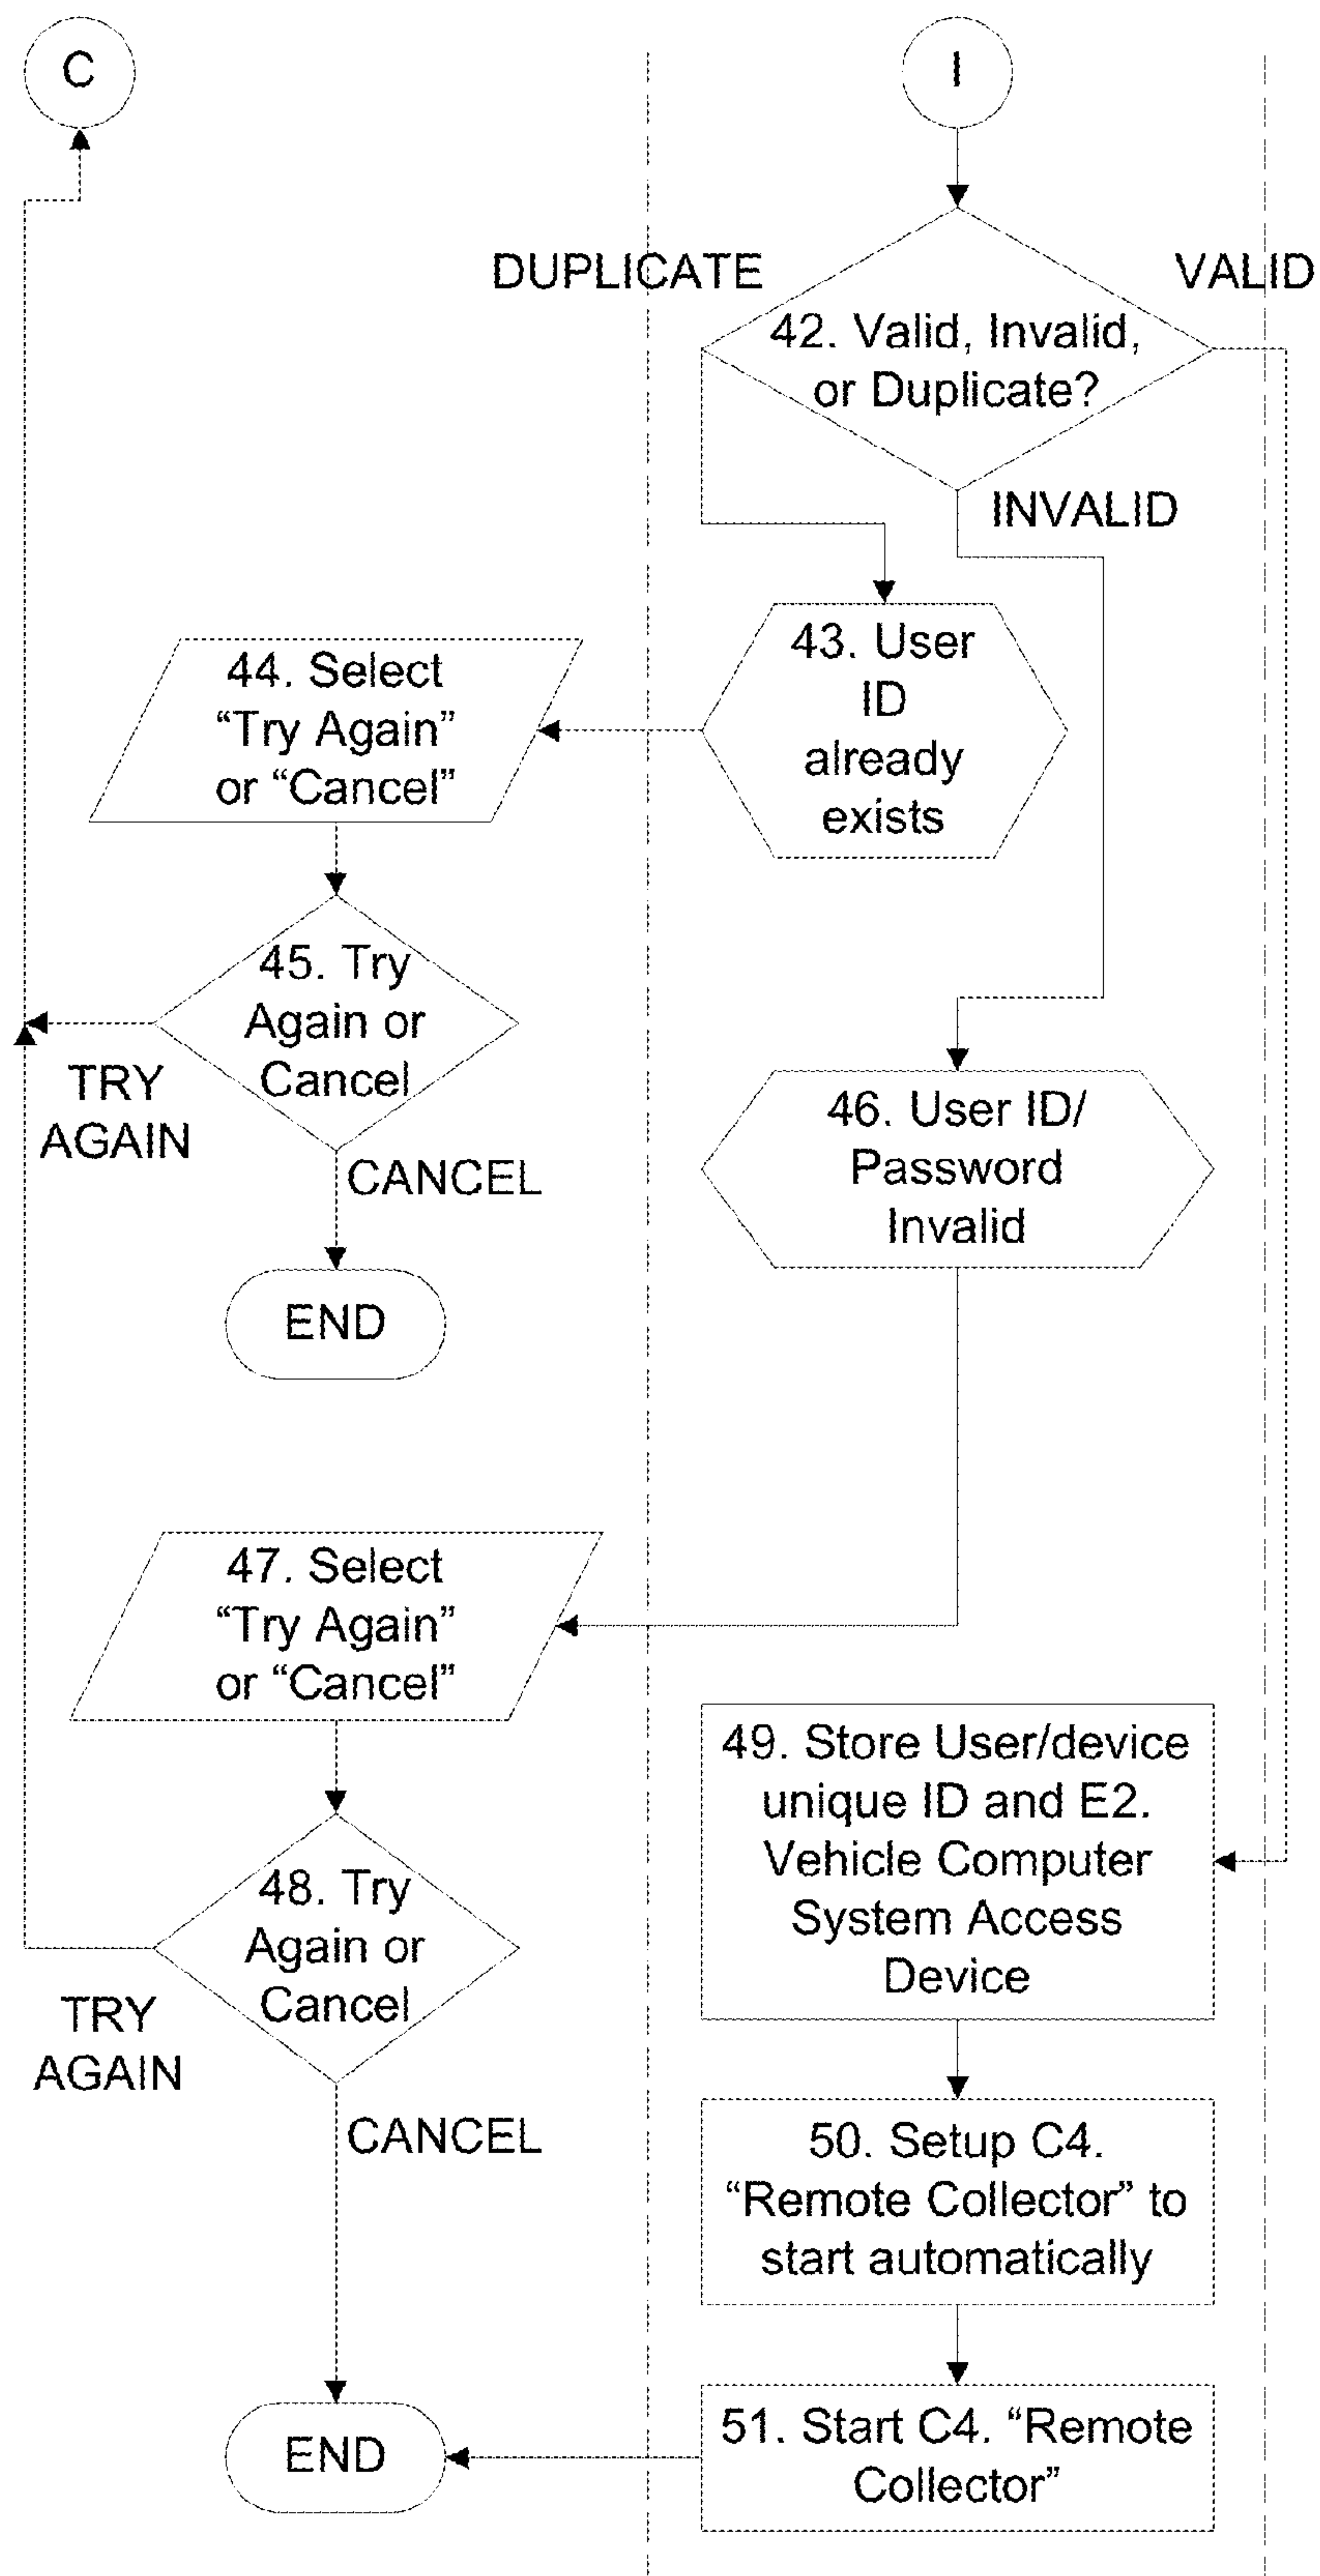 C
I
DUPLICATE
VALID
42. Valid, Invalid,
or Duplicate?
INVALID
43. User
ID
already
exists
44. Select
“Try Again”
or “Cancel”
45. Try
Again or
Cancel
TRY
AGAIN
CANCEL
46. User ID/
Password
Invalid
END
47. Select
“Try Again”
or “Cancel”
49. Store User/device
unique ID and E2.
Vehicle Computer
System Access
Device
48. Try
Again or
Cancel
TRY
AGAIN
CANCEL
50. Setup C4.
“Remote Collector” to
start automatically
51. Start C4. “Remote
Collector”
END